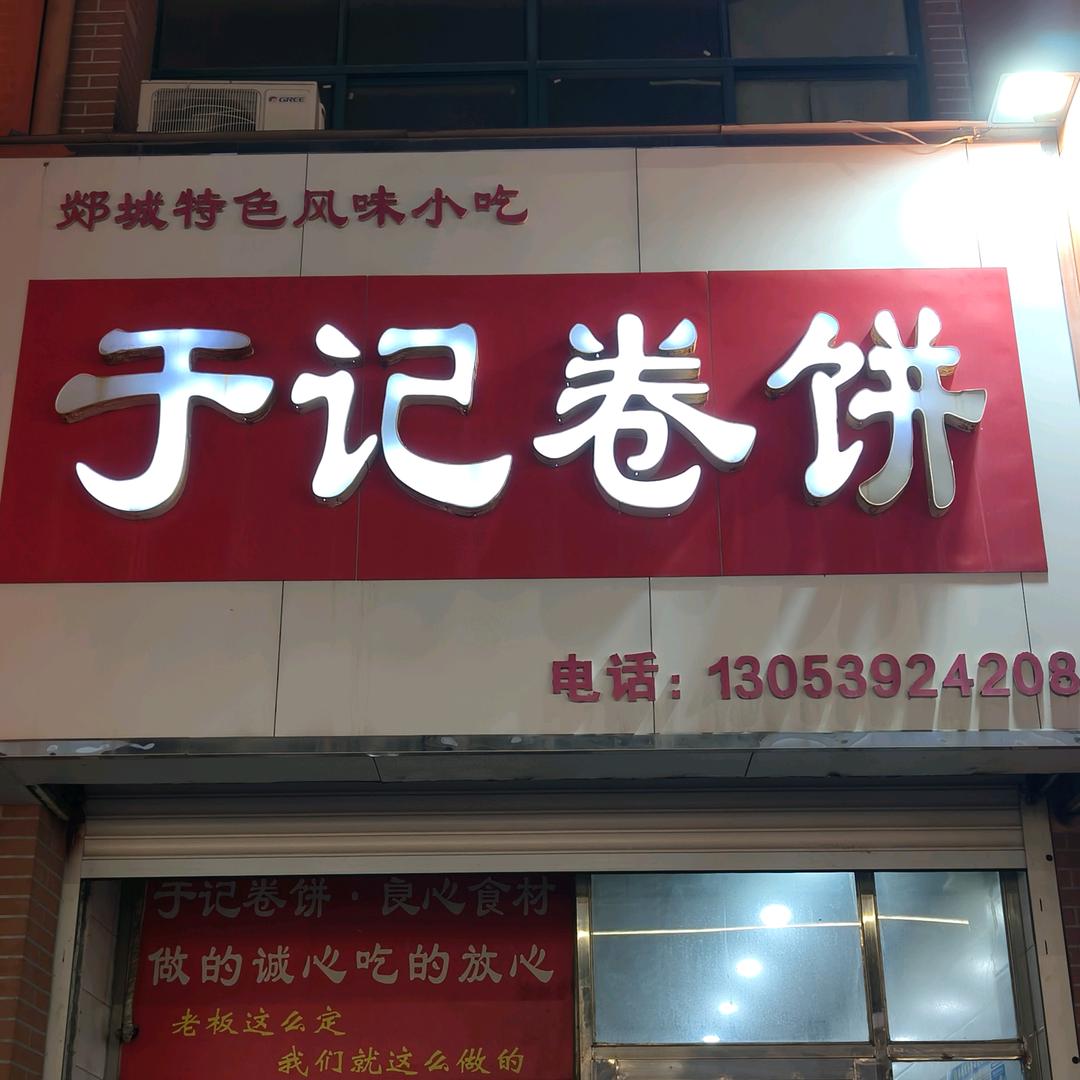 GREE
郯城特色风味小吃
于记卷饼
电话：13053924208
于记卷饼·良心食材
做的诚心吃的放心
老板这么定
我们就这么做的